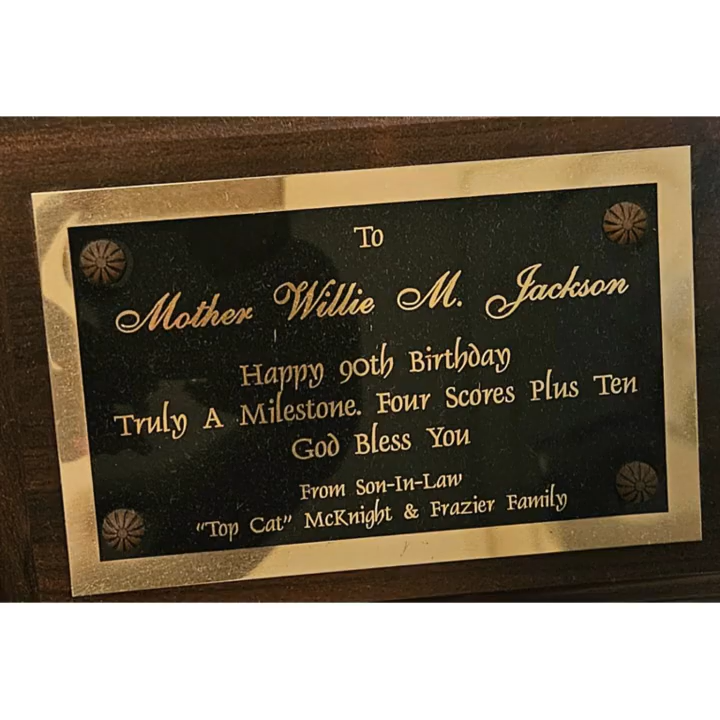 To
Mother Willie M. Jackson
Happy 90th Birthday
Truly A Milestone. Four Scores Plus Ten
God Bless You
From Son-In-Law
“Top Cat” McKnight & Frazier Family